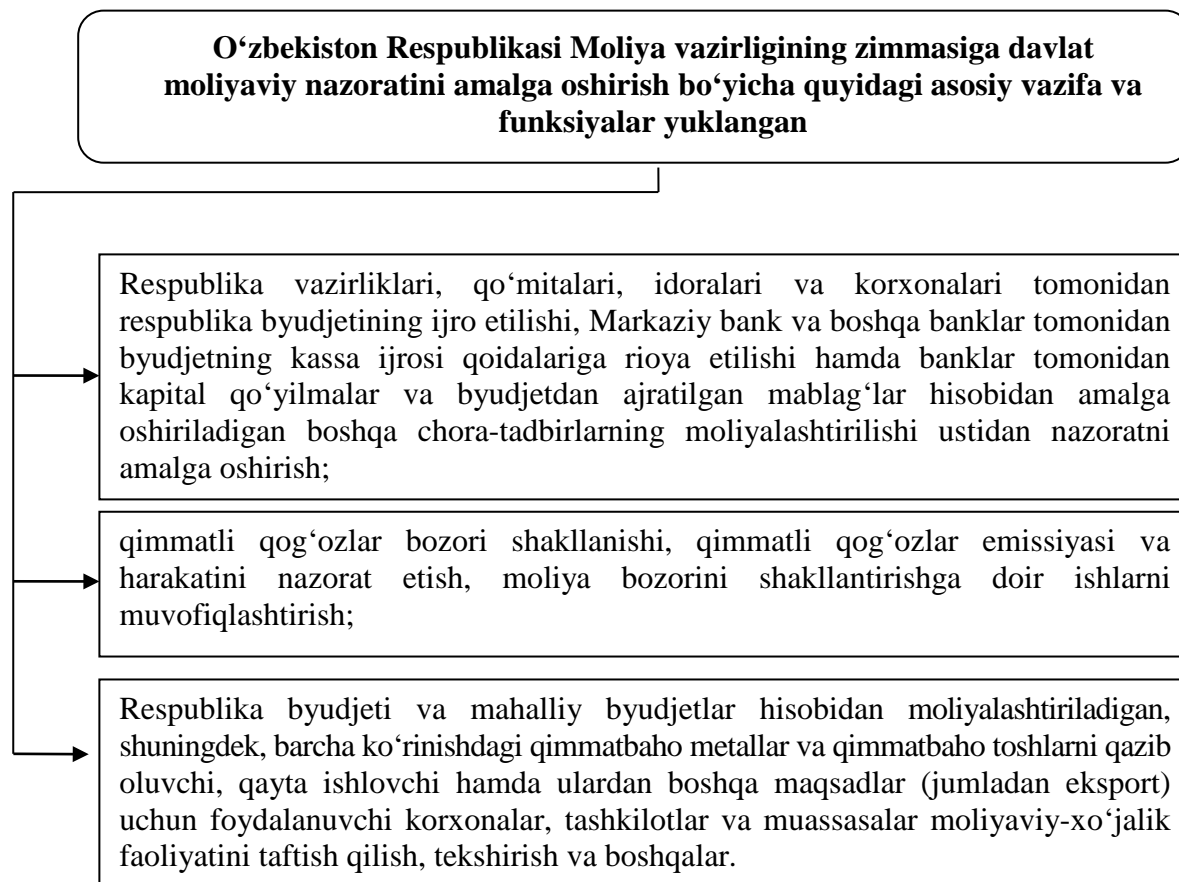 O‘zbekiston Respublikasi Moliya vazirligining zimmasiga davlat
moliyaviy nazoratini amalga oshirish bo‘yicha quyidagi asosiy vazifa va
funksiyalar yuklangan
Respublika vazirliklari, qo‘mitalari, idoralari va korxonalari tomonidan
respublika byudjetining ijro etilishi, Markaziy bank va boshqa banklar tomonidan
byudjetning kassa ijrosi qoidalariga rioya etilishi hamda banklar tomonidan
kapital qo‘yilmalar va byudjetdan ajratilgan mablag‘lar hisobidan amalga
oshiriladigan boshqa chora-tadbirlarning moliyalashtirilishi ustidan nazoratni
amalga oshirish;
qimmatli qog‘ozlar bozori shakllanishi, qimmatli qog‘ozlar emissiyasi va
harakatini nazorat etish, moliya bozorini shakllantirishga doir ishlarni
muvofiqlashtirish;
Respublika byudjeti va mahalliy byudjetlar hisobidan moliyalashtiriladigan,
shuningdek, barcha ko‘rinishdagi qimmatbaho metallar va qimmatbaho toshlarni qazib
oluvchi, qayta ishlovchi hamda ulardan boshqa maqsadlar (jumladan eksport)
uchun foydalanuvchi korxonalar, tashkilotlar va muassasalar moliyaviy-xo‘jalik
faoliyatini taftish qilish, tekshirish va boshqalar.